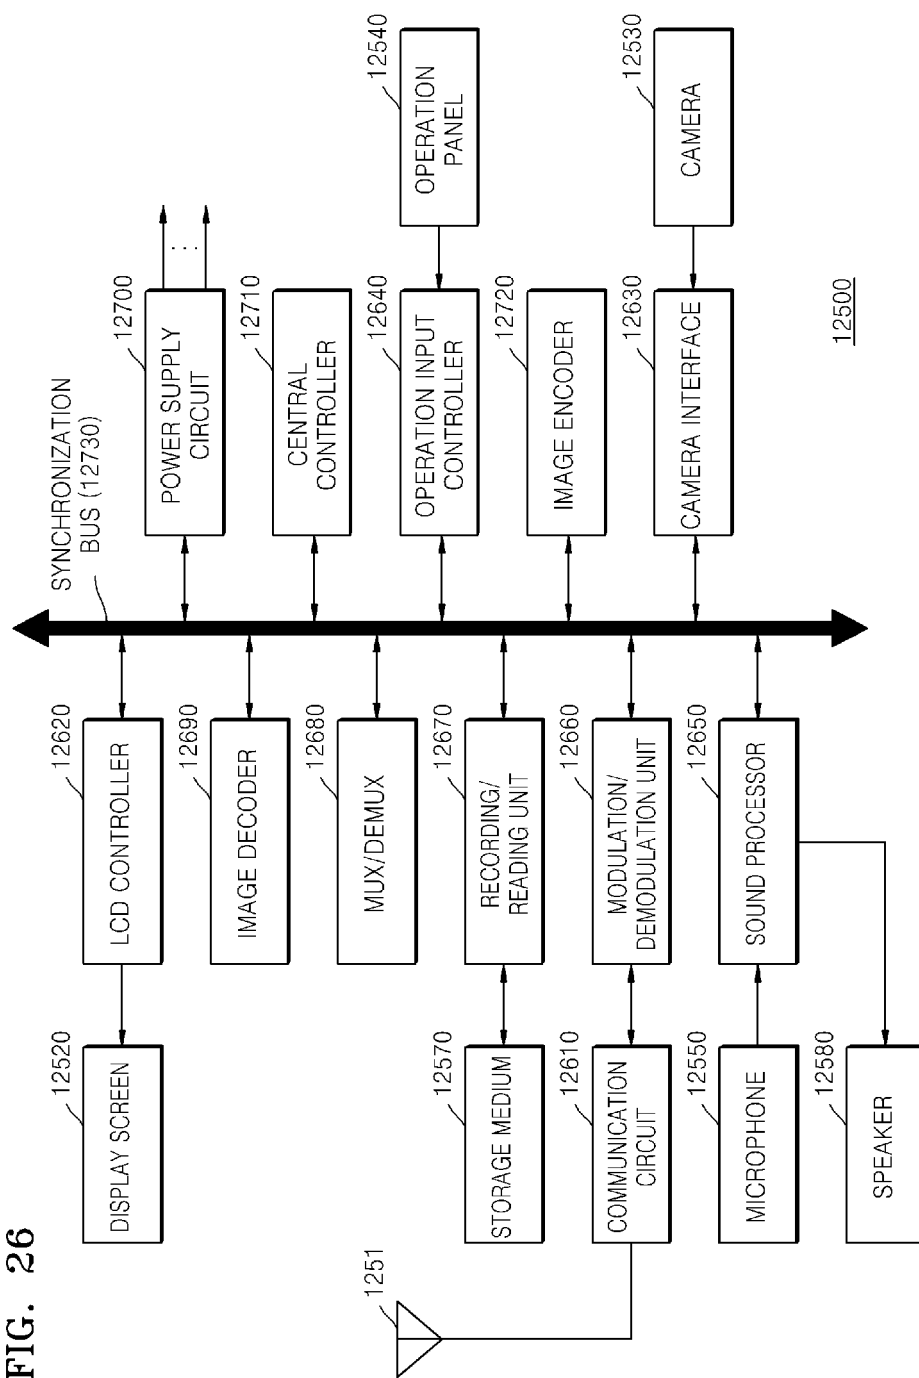 FIG. 26
SYNCHRONIZATION
BUS (12730)
12520
DISPLAY SCREEN
12620
LCD CONTROLLER
12700
POWER SUPPLY
CIRCUIT
12690
IMAGE DECODER
12710
CENTRAL
CONTROLLER
12680
MUX/DEMUX
12640
OPERATION INPUT
CONTROLLER
12540
OPERATION
PANEL
1251
12570
STORAGE MEDIUM
12670
RECORDING/
READING UNIT
12720
IMAGE ENCODER
12610
COMMUNICATION
CIRCUIT
12660
MODULATION/
DEMODULATION UNIT
12630
CAMERA INTERFACE
12530
CAMERA
12550
MICROPHONE
12650
SOUND PROCESSOR
12580
SPEAKER
12500